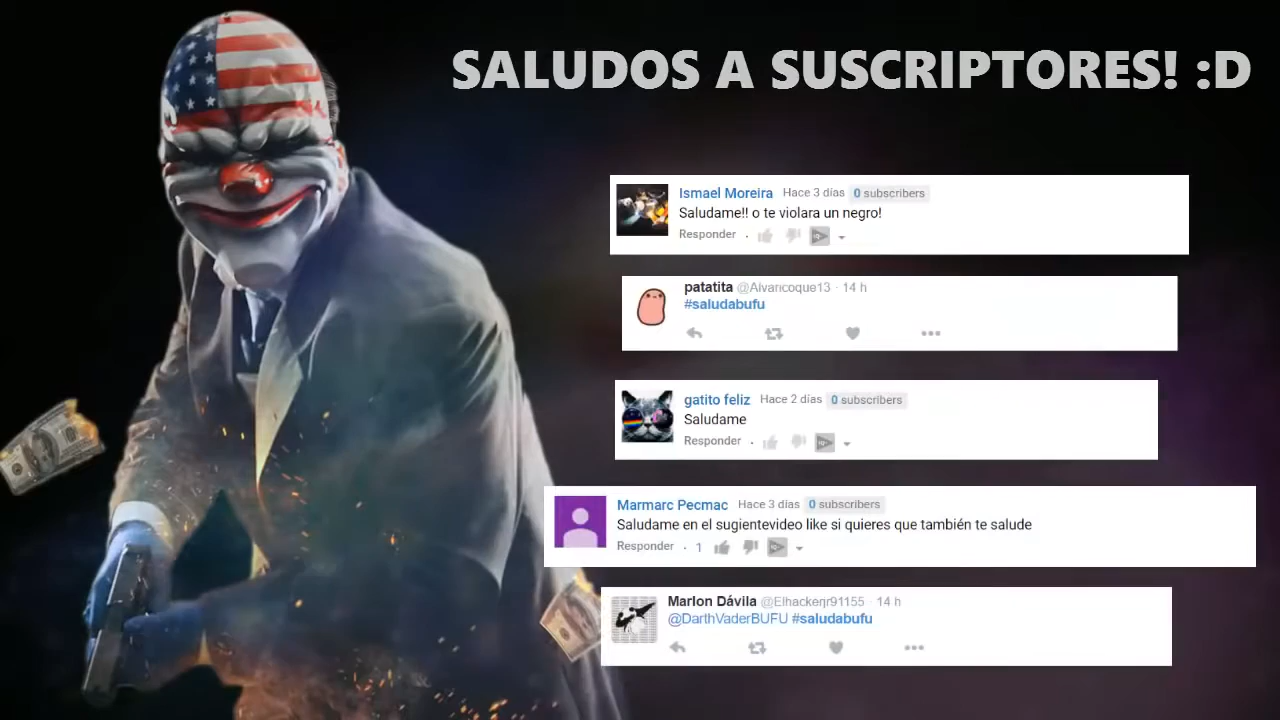 SALUDOS A SUSCRIPTORES! :D
Ismael Moreira Hace 3 días 0 subscribers
Saludame!! o te violara un negro!
Responder
patatita @Alvaricoque13 · 14 h
#saludabufu
gatito feliz Hace 2 días 0 subscribers
Saludame
Responder
Marmarc Pecmac Hace 3 días 0 subscribers
Saludame en el sugientevideo like si quieres que también te salude
Responder · 1
Marlon Dávila @Elhackerjr91155 · 14 h
@DarthVaderBUFU #saludabufu